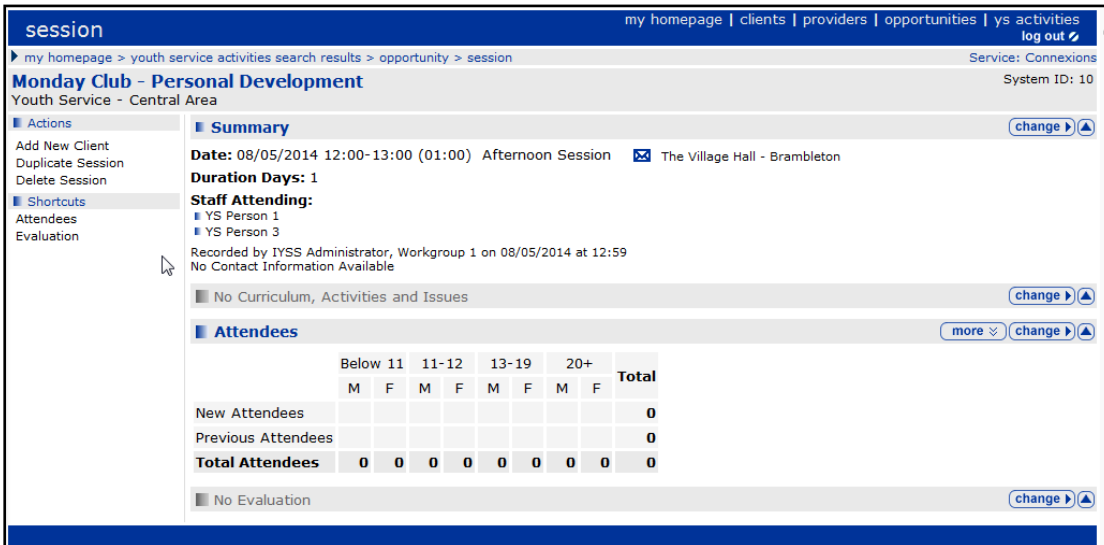 session
my homepage | clients | providers | opportunities | ys activities
log out
my homepage > youth service activities search results > opportunity > session
Service: Connexions
Monday Club - Personal Development
System ID: 10
Youth Service - Central Area
Actions
Add New Client
Duplicate Session
Delete Session
Shortcuts
Attendees
Evaluation
Summary
change
Date: 08/05/2014 12:00-13:00 (01:00) Afternoon Session The Village Hall - Brambleton
Duration Days: 1
Staff Attending:
YS Person 1
YS Person 3
Recorded by IYSS Administrator, Workgroup 1 on 08/05/2014 at 12:59
No Contact Information Available
No Curriculum, Activities and Issues
change
Attendees
more change
Below 11 11-12 13-19 20+ Total
M F M F M F M F
New Attendees 0
Previous Attendees 0
Total Attendees 0 0 0 0 0 0 0 0 0
No Evaluation
change